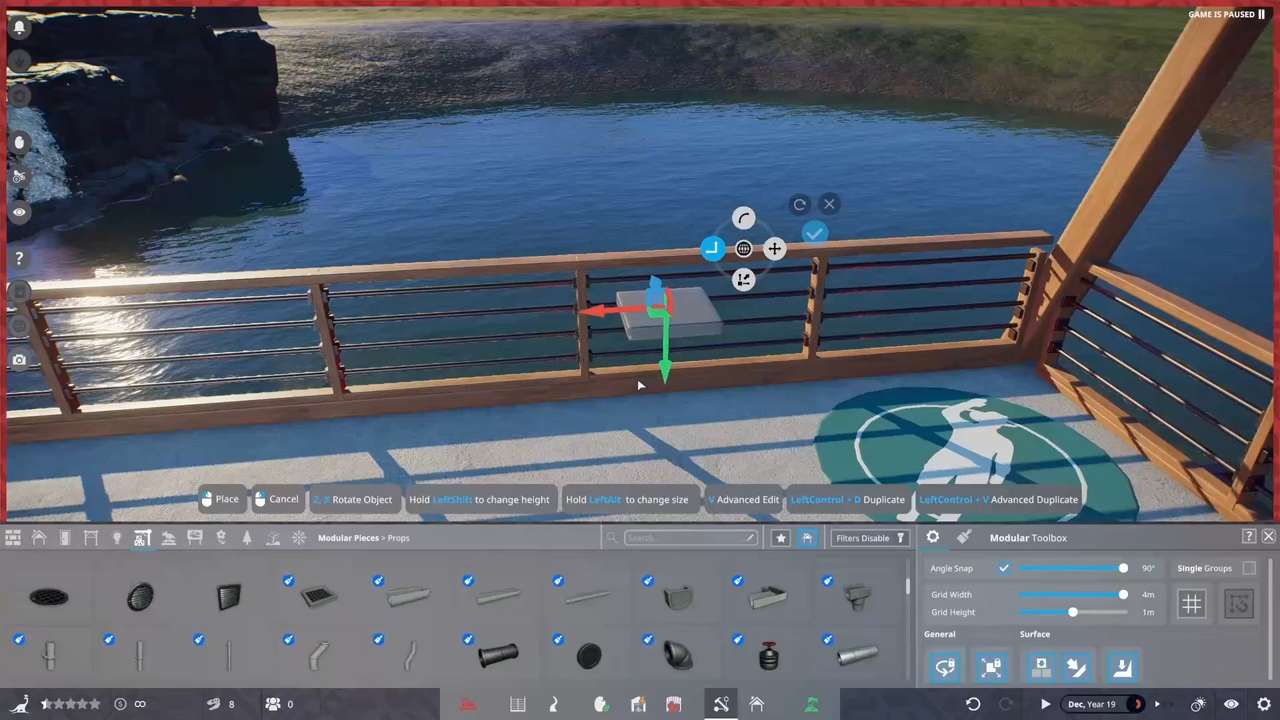 GAME IS PAUSED
?
Place
Cancel
Z, X Rotate Object
Hold LeftShift to change height
Hold LeftAlt to change size
V Advanced Edit
LeftControl + D Duplicate
LeftControl + V Advanced Duplicate
Modular Pieces > Props
Search...
Filters Disable
Modular Toolbox
?
Angle Snap
90°
Single Groups
Grid Width
4m
Grid Height
1m
General
Surface
8
0
Dec, Year 19